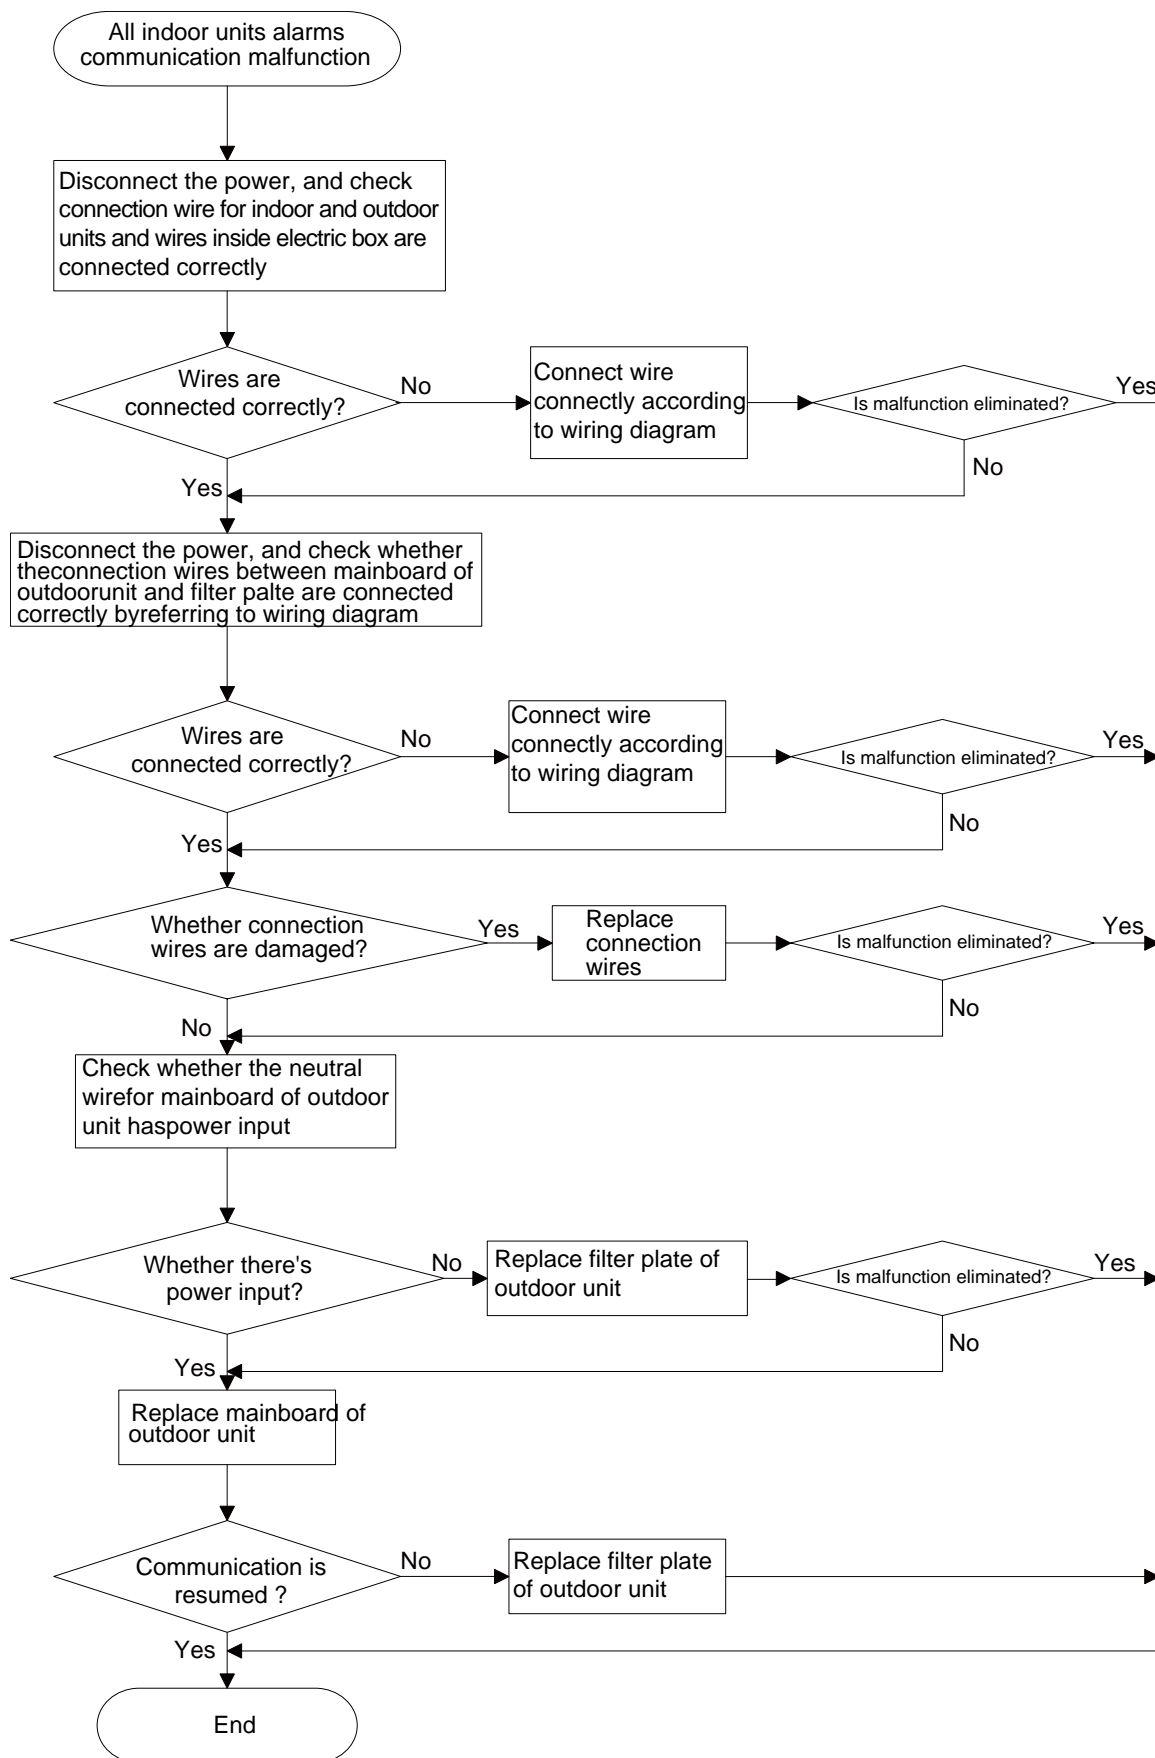 All indoor units alarms
communication malfunction
Disconnect the power, and check
connection wire for indoor and outdoor
units and wires inside electric box are
connected correctly
Wires are
connected correctly?
No
Connect wire
connectly according
to wiring diagram
Is malfunction eliminated?
Yes
No
Yes
Disconnect the power, and check whether
theconnection wires between mainboard of
outdoorunit and filter palte are connected
correctly byreferring to wiring diagram
Wires are
connected correctly?
No
Connect wire
connectly according
to wiring diagram
Is malfunction eliminated?
Yes
No
Yes
Whether connection
wires are damaged?
Yes
Replace
connection
wires
Is malfunction eliminated?
Yes
No
No
Check whether the neutral
wirefor mainboard of outdoor
unit haspower input
Whether there's
power input?
No
Replace filter plate of
outdoor unit
Is malfunction eliminated?
Yes
No
Yes
Replace mainboard of
outdoor unit
Communication is
resumed ?
No
Replace filter plate
of outdoor unit
Yes
End